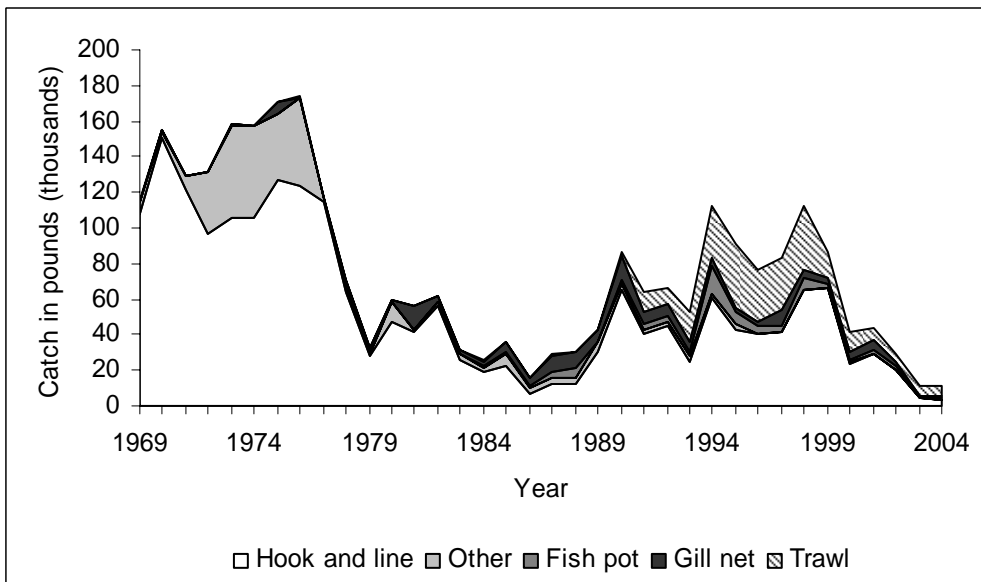 200
180
160
140
120
100
80
60
40
20
0
Catch in pounds (thousands)
1969 1974 1979 1984 1989 1994 1999 2004
Year
Hook and line Other Fish pot Gill net Trawl